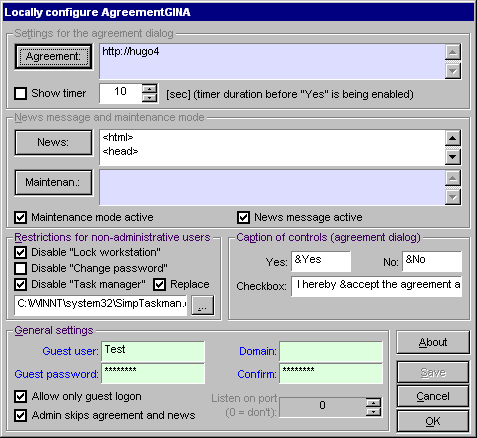 Locally configure AgreementGINA
Settings for the agreement dialog
Agreement: http://hugo4
Show timer 10 [sec] (timer duration before "Yes" is being enabled)
News message and maintenance mode
News: <html>
<head>
Maintenan.:
Maintenance mode active News message active
Restrictions for non-administrative users
Disable "Lock workstation"
Disable "Change password"
Disable "Task manager" Replace
C:\WINNT\system32\SimpTaskman. ...
Caption of controls (agreement dialog)
Yes: &Yes No: &No
Checkbox: I hereby &accept the agreement a
General settings
Guest user: Test Domain:
Guest password: ******** Confirm: ********
Allow only guest logon
Admin skips agreement and news
Listen on port
(0 = don't): 0
About
Save
Cancel
OK